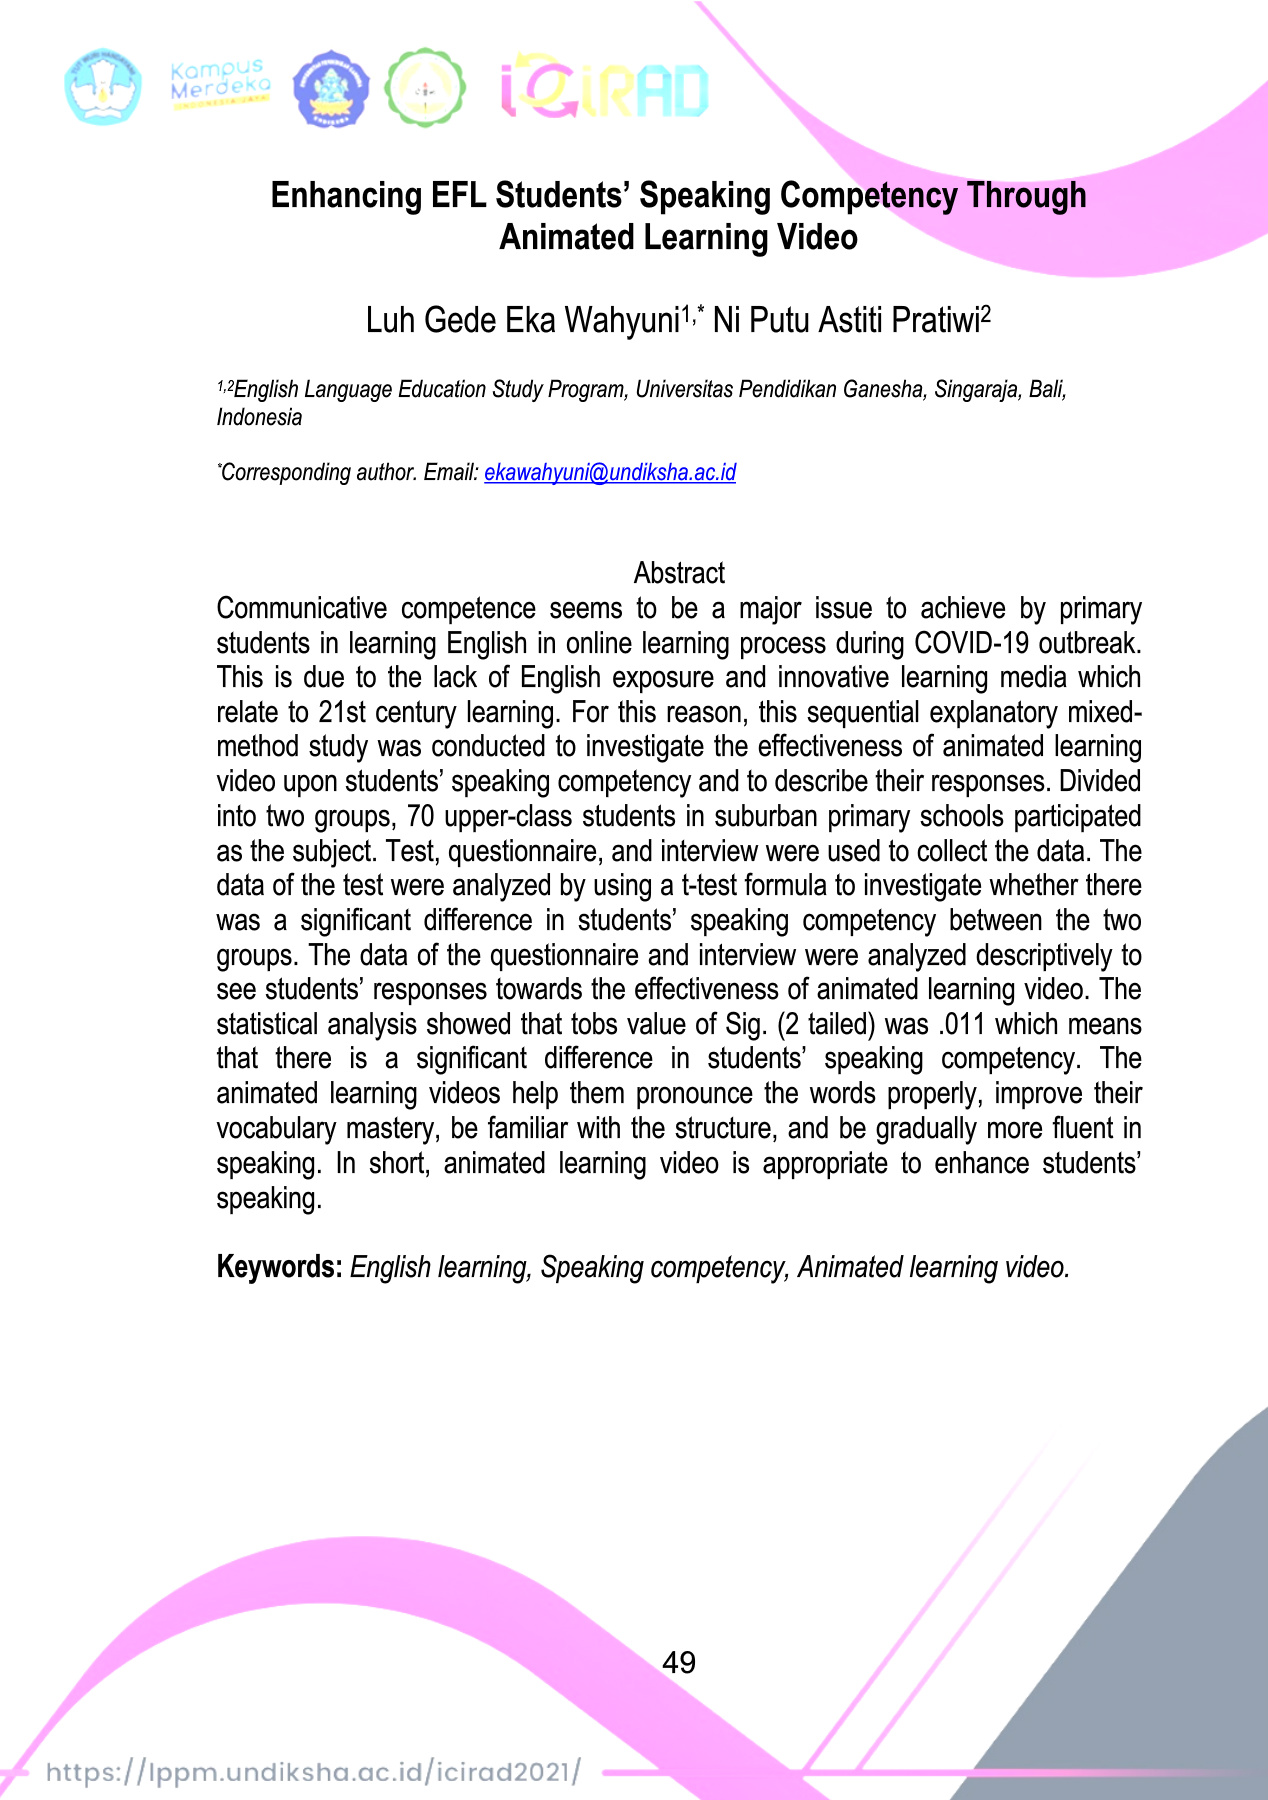 Kampus
Merdeka
INDONESIA JAYA
iCiRAD
Enhancing EFL Students’ Speaking Competency Through
Animated Learning Video
Luh Gede Eka Wahyuni1,* Ni Putu Astiti Pratiwi2
1,2English Language Education Study Program, Universitas Pendidikan Ganesha, Singaraja, Bali,
Indonesia
*Corresponding author. Email: ekawahyuni@undiksha.ac.id
Abstract
Communicative competence seems to be a major issue to achieve by primary
students in learning English in online learning process during COVID-19 outbreak.
This is due to the lack of English exposure and innovative learning media which
relate to 21st century learning. For this reason, this sequential explanatory mixed-
method study was conducted to investigate the effectiveness of animated learning
video upon students’ speaking competency and to describe their responses. Divided
into two groups, 70 upper-class students in suburban primary schools participated
as the subject. Test, questionnaire, and interview were used to collect the data. The
data of the test were analyzed by using a t-test formula to investigate whether there
was a significant difference in students’ speaking competency between the two
groups. The data of the questionnaire and interview were analyzed descriptively to
see students’ responses towards the effectiveness of animated learning video. The
statistical analysis showed that tobs value of Sig. (2 tailed) was .011 which means
that there is a significant difference in students’ speaking competency. The
animated learning videos help them pronounce the words properly, improve their
vocabulary mastery, be familiar with the structure, and be gradually more fluent in
speaking. In short, animated learning video is appropriate to enhance students’
speaking.
Keywords: English learning, Speaking competency, Animated learning video.
49
https://lppm.undiksha.ac.id/icirad2021/